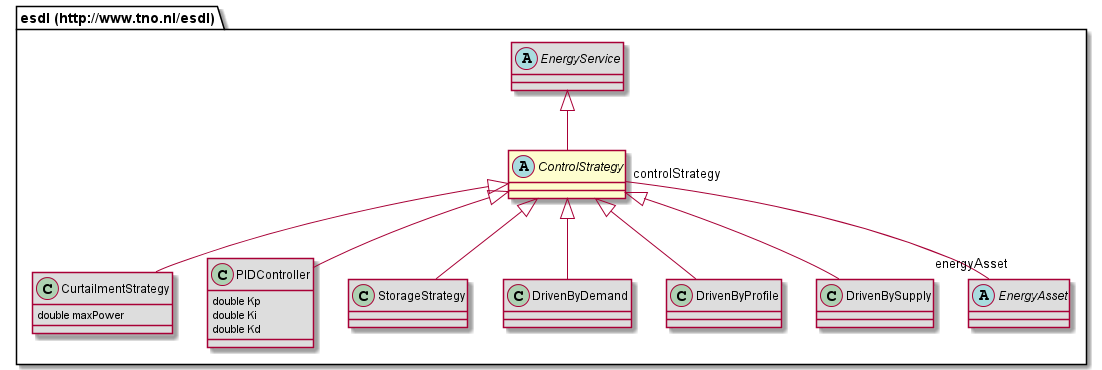 esdl (http://www.tno.nl/esdl)
A EnergyService
A ControlStrategy
controlStrategy
energyAsset
C CurtailmentStrategy
double maxPower
C PIDController
double Kp
double Ki
double Kd
C StorageStrategy
C DrivenByDemand
C DrivenByProfile
C DrivenBySupply
A EnergyAsset